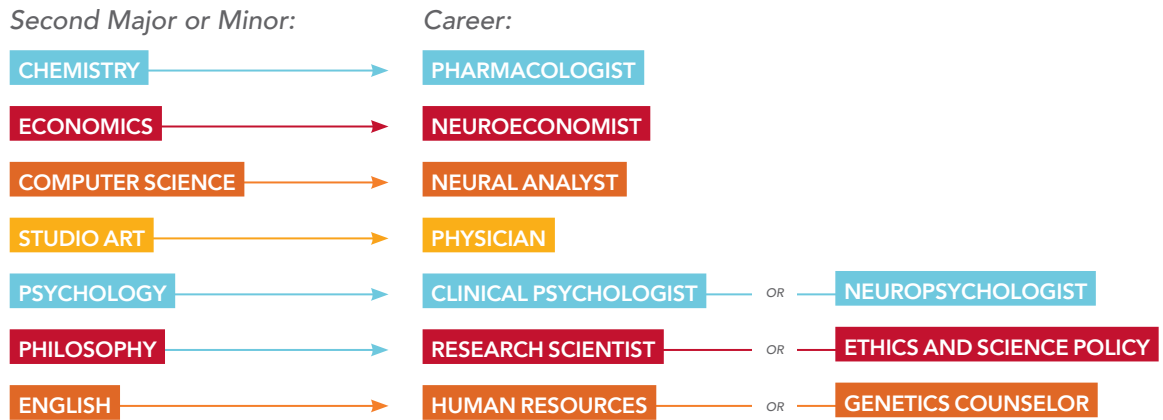 Second Major or Minor: Career:
CHEMISTRY PHARMACOLOGIST
ECONOMICS NEUROECONOMIST
COMPUTER SCIENCE NEURAL ANALYST
STUDIO ART PHYSICIAN
PSYCHOLOGY CLINICAL PSYCHOLOGIST OR NEUROPSYCHOLOGIST
PHILOSOPHY RESEARCH SCIENTIST OR ETHICS AND SCIENCE POLICY
ENGLISH HUMAN RESOURCES OR GENETICS COUNSELOR